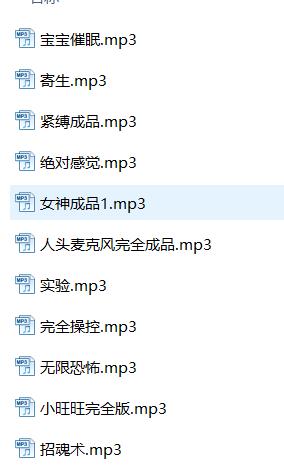 宝宝催眠.mp3
寄生.mp3
紧缚成品.mp3
绝对感觉.mp3
女神成品1.mp3
人头麦克风完全成品.mp3
实验.mp3
完全操控.mp3
无限恐怖.mp3
小旺旺完全版.mp3
招魂术.mp3